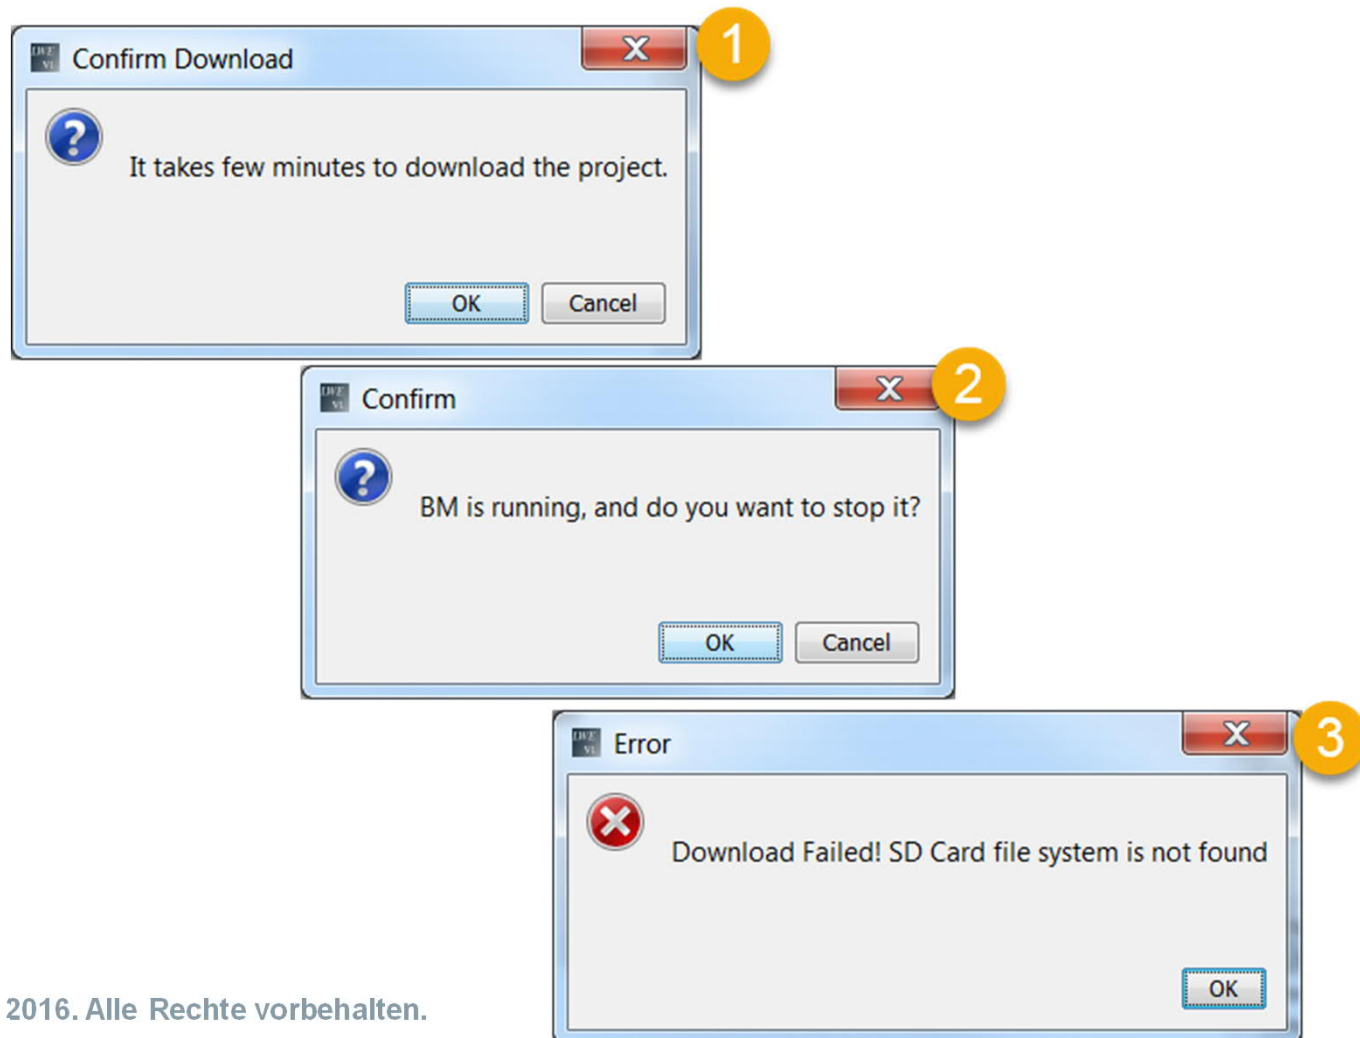 1
Confirm Download
It takes few minutes to download the project.
OK
Cancel
2
Confirm
BM is running, and do you want to stop it?
OK
Cancel
3
Error
Download Failed! SD Card file system is not found
OK
2016. Alle Rechte vorbehalten.